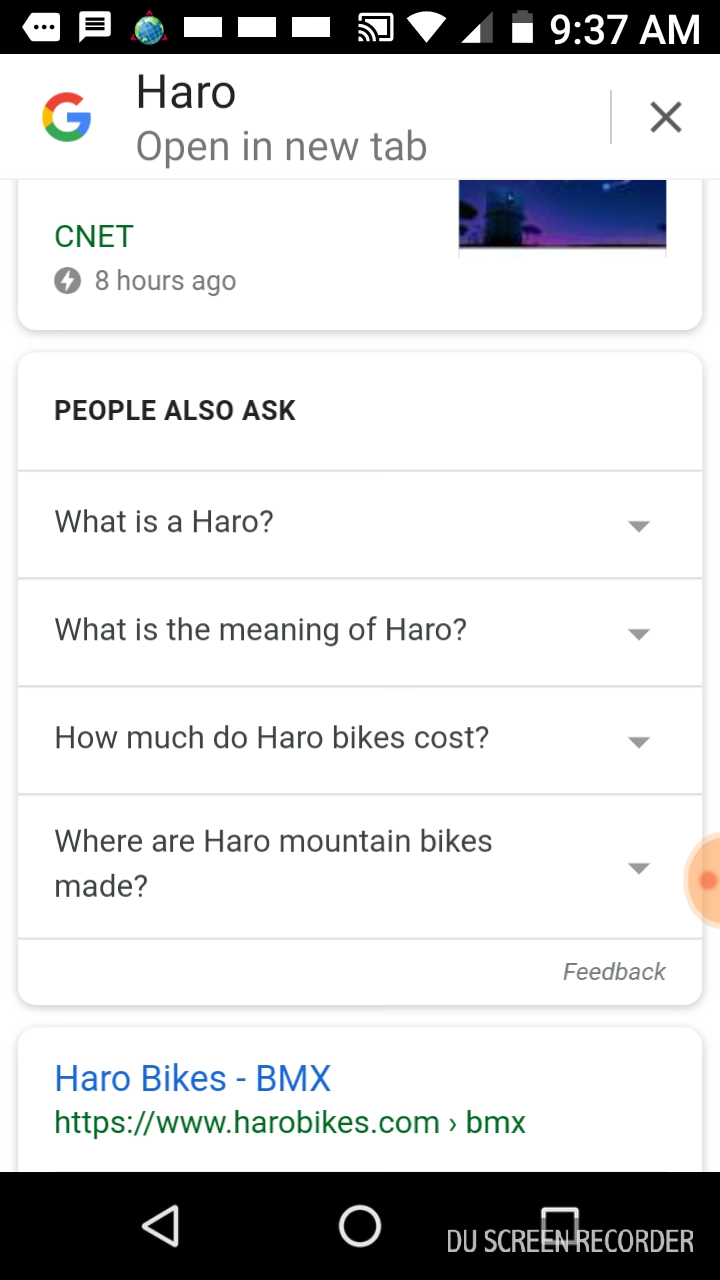 9:37 AM
Haro
Open in new tab
CNET
8 hours ago
PEOPLE ALSO ASK
What is a Haro?
What is the meaning of Haro?
How much do Haro bikes cost?
Where are Haro mountain bikes
made?
Feedback
Haro Bikes - BMX
https://www.harobikes.com › bmx
DU SCREEN RECORDER